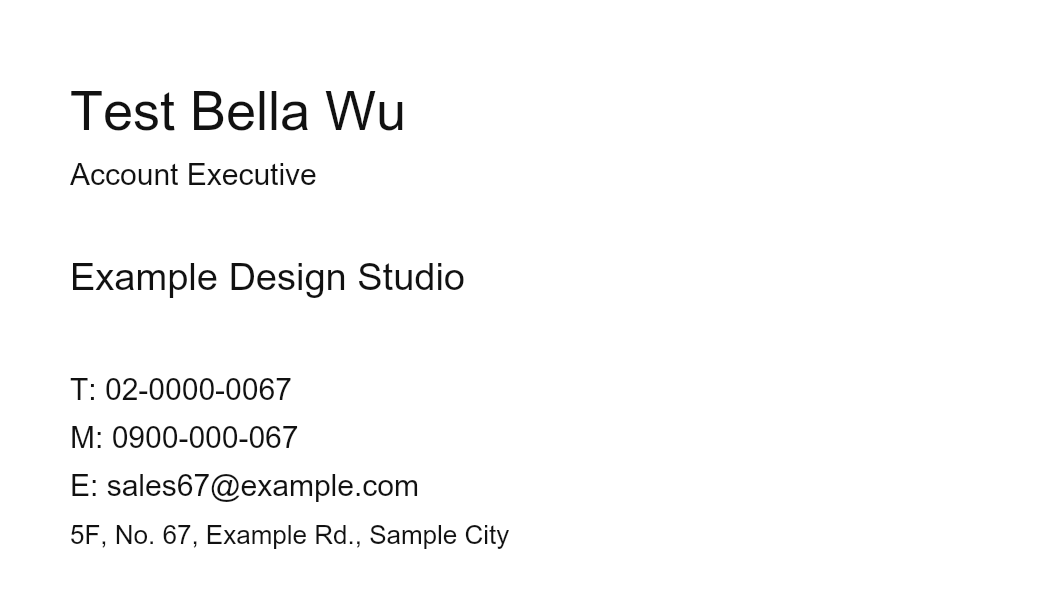 Test Bella Wu
Account Executive
Example Design Studio
T: 02-0000-0067
M: 0900-000-067
E: sales67@example.com
5F, No. 67, Example Rd., Sample City